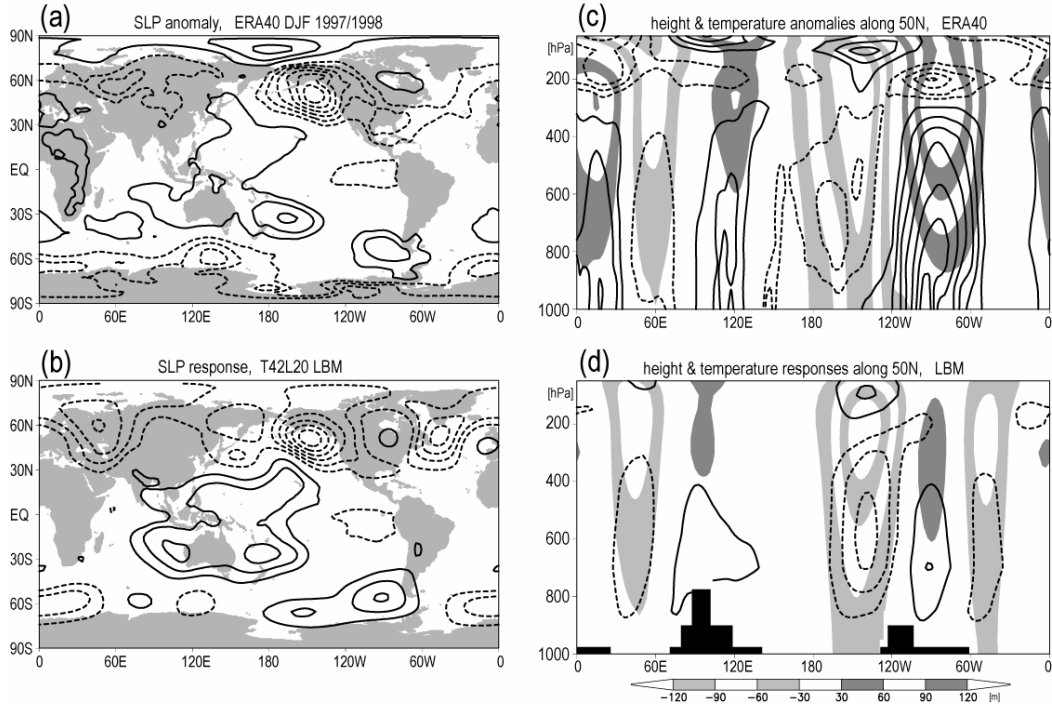 (a) SLP anomaly, ERA40 DJF 1997/1998
90N
60N
30N
EQ
30S
60S
90S
0 60E 120E 180 120W 60W 0
(b) SLP response, T42L20 LBM
90N
60N
30N
EQ
30S
60S
90S
0 60E 120E 180 120W 60W 0
(c) height & temperature anomalies along 50N, ERA40
[hPa]
200
400
600
800
1000
60E 120E 180 120W 60W 0
(d) height & temperature responses along 50N, LBM
[hPa]
200
400
600
800
1000
0 60E 120E 180 120W 60W 0
−120 −90 −60 −30 30 60 90 120 [m]